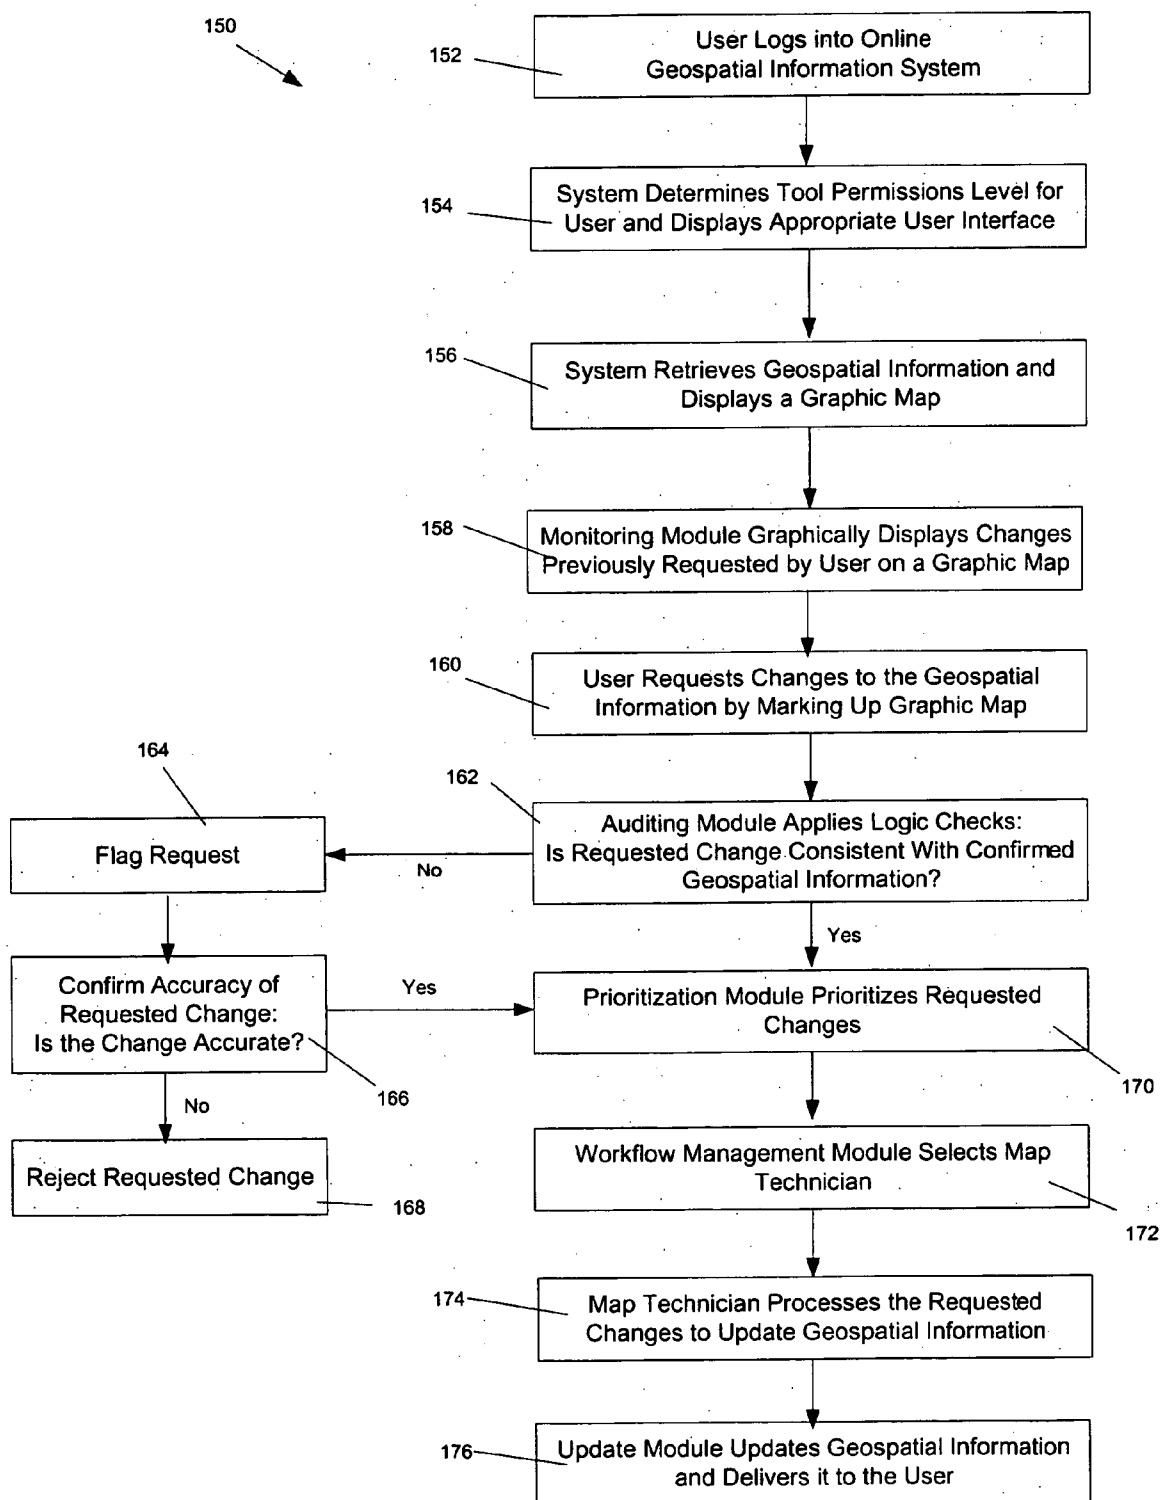 150
152
User Logs into Online
Geospatial Information System
154
System Determines Tool Permissions Level for
User and Displays Appropriate User Interface
156
System Retrieves Geospatial Information and
Displays a Graphic Map
158
Monitoring Module Graphically Displays Changes
Previously Requested by User on a Graphic Map
160
User Requests Changes to the Geospatial
Information by Marking Up Graphic Map
164
162
Auditing Module Applies Logic Checks:
Is Requested Change Consistent With Confirmed
Geospatial Information?
Flag Request
No
Yes
Confirm Accuracy of
Requested Change:
Is the Change Accurate?
Yes
166
Prioritization Module Prioritizes Requested
Changes
170
No
Reject Requested Change
168
Workflow Management Module Selects Map
Technician
172
174
Map Technician Processes the Requested
Changes to Update Geospatial Information
176
Update Module Updates Geospatial Information
and Delivers it to the User